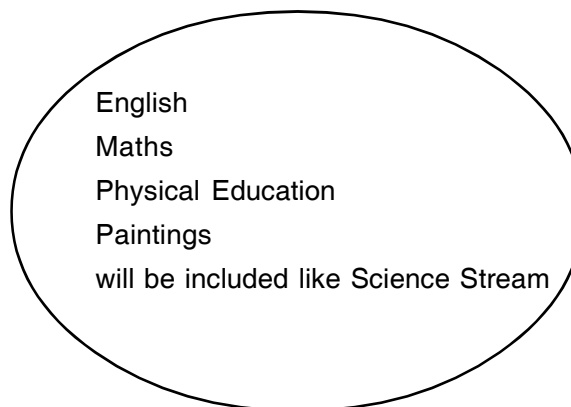 English
Maths
Physical Education
Paintings
will be included like Science Stream